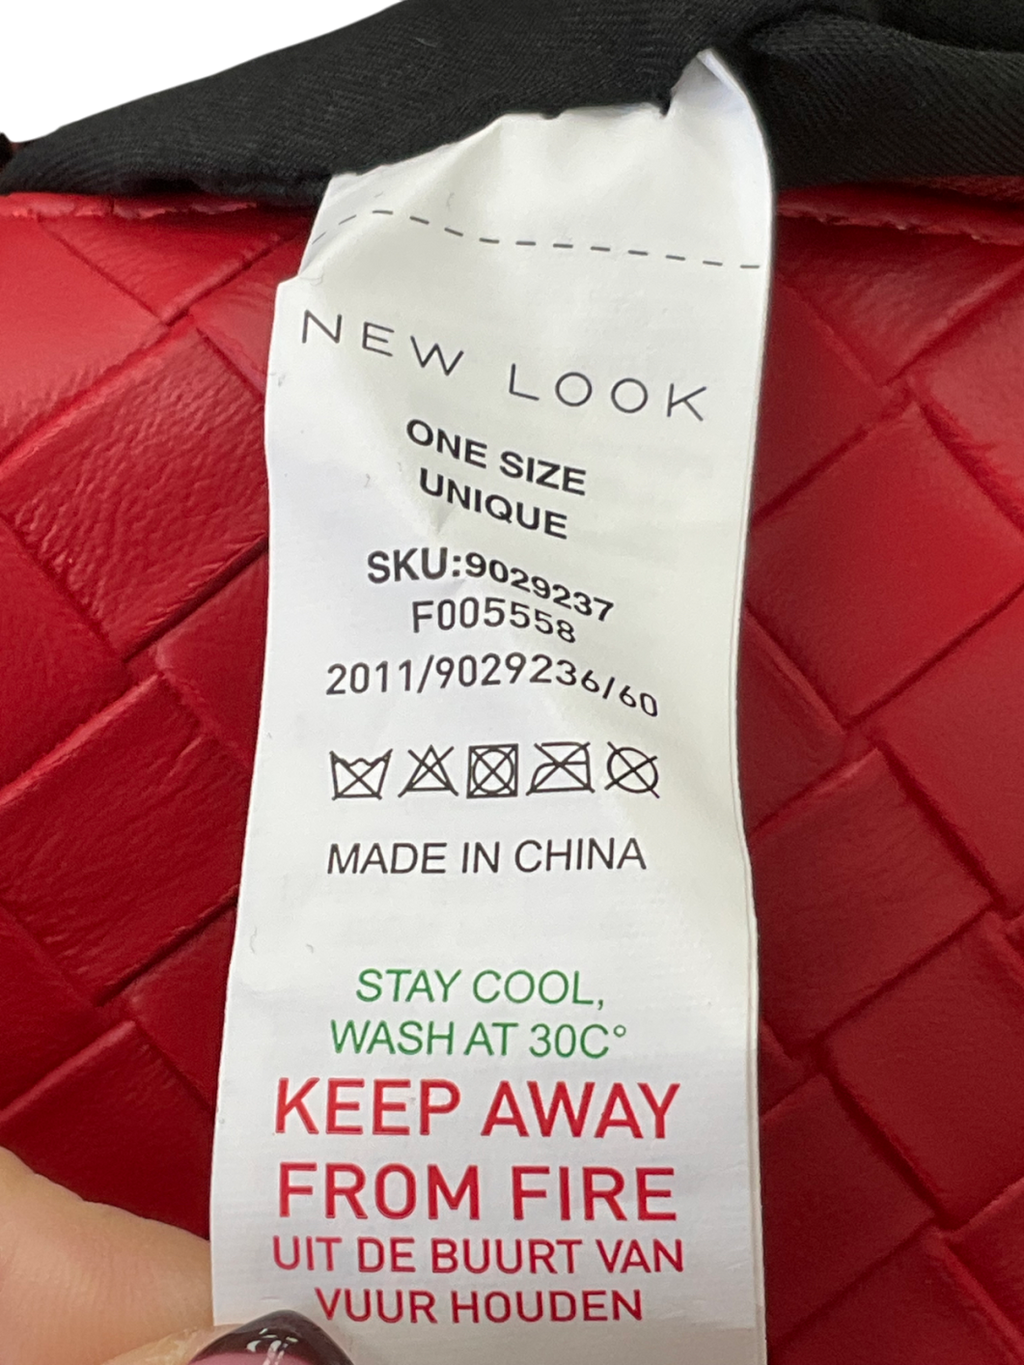 NEW LOOK
ONE SIZE
UNIQUE
SKU:9029237
F005558
2011/9029236/60
MADE IN CHINA
STAY COOL,
WASH AT 30C°
KEEP AWAY
FROM FIRE
UIT DE BUURT VAN
VUUR HOUDEN